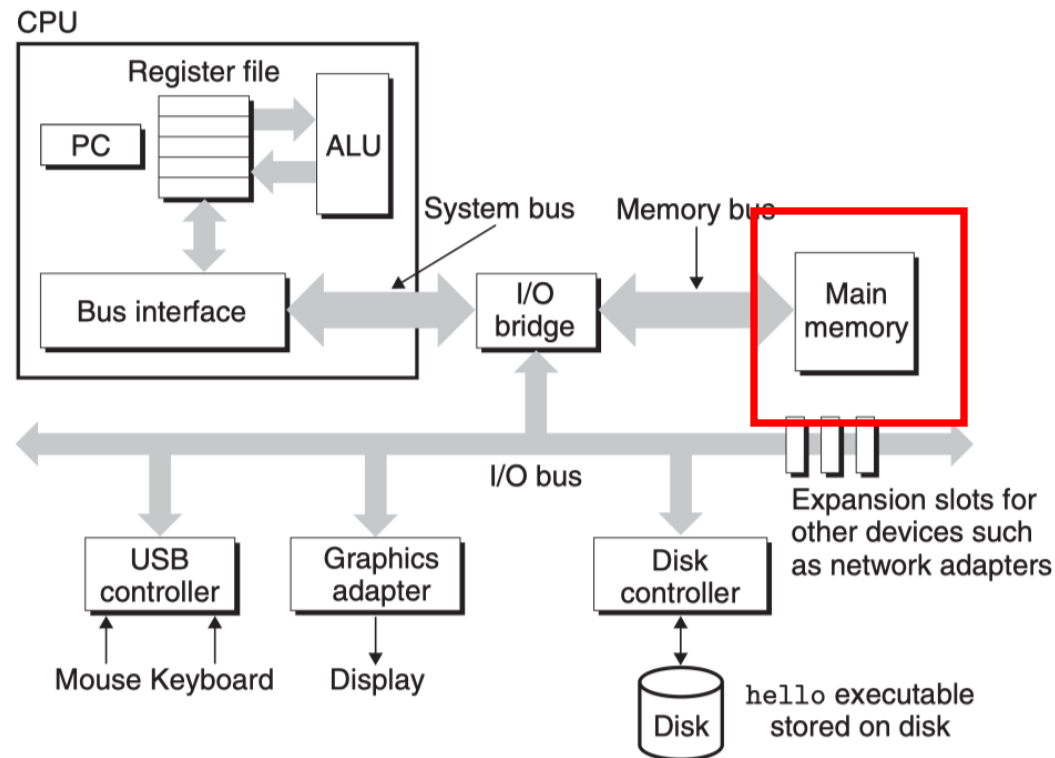 CPU
Register file
PC
ALU
System bus
Memory bus
Bus interface
I/O
bridge
Main
memory
I/O bus
Expansion slots for
other devices such
as network adapters
USB
controller
Graphics
adapter
Disk
controller
Mouse Keyboard
Display
Disk
hello executable
stored on disk